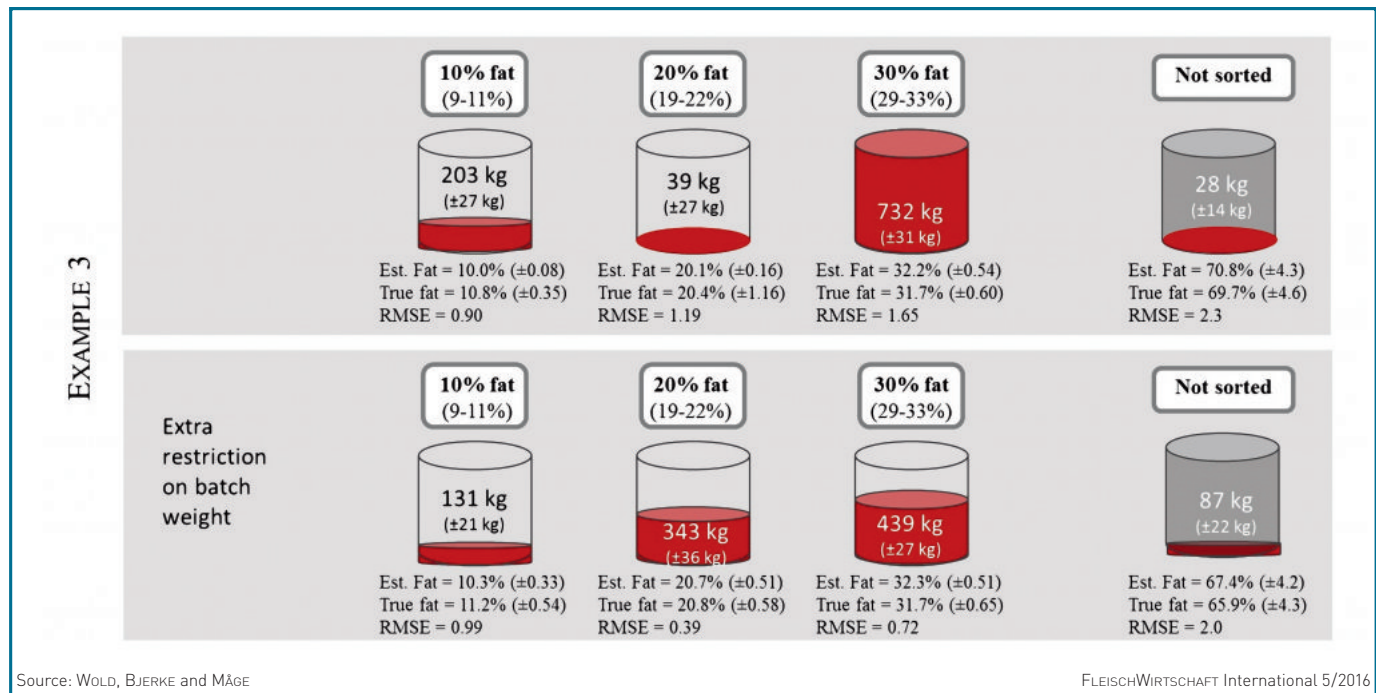 EXAMPLE 3
10% fat
(9-11%)
20% fat
(19-22%)
30% fat
(29-33%)
Not sorted
203 kg
(±27 kg)
39 kg
(±27 kg)
732 kg
(±31 kg)
28 kg
(±14 kg)
Est. Fat = 10.0% (±0.08)
True fat = 10.8% (±0.35)
RMSE = 0.90
Est. Fat = 20.1% (±0.16)
True fat = 20.4% (±1.16)
RMSE = 1.19
Est. Fat = 32.2% (±0.54)
True fat = 31.7% (±0.60)
RMSE = 1.65
Est. Fat = 70.8% (±4.3)
True fat = 69.7% (±4.6)
RMSE = 2.3
Extra
restriction
on batch
weight
10% fat
(9-11%)
20% fat
(19-22%)
30% fat
(29-33%)
Not sorted
131 kg
(±21 kg)
343 kg
(±36 kg)
439 kg
(±27 kg)
87 kg
(±22 kg)
Est. Fat = 10.3% (±0.33)
True fat = 11.2% (±0.54)
RMSE = 0.99
Est. Fat = 20.7% (±0.51)
True fat = 20.8% (±0.58)
RMSE = 0.39
Est. Fat = 32.3% (±0.51)
True fat = 31.7% (±0.65)
RMSE = 0.72
Est. Fat = 67.4% (±4.2)
True fat = 65.9% (±4.3)
RMSE = 2.0
Source: WOLD, BJERKE and MÅGE
FLEISCHWIRTSCHAFT International 5/2016